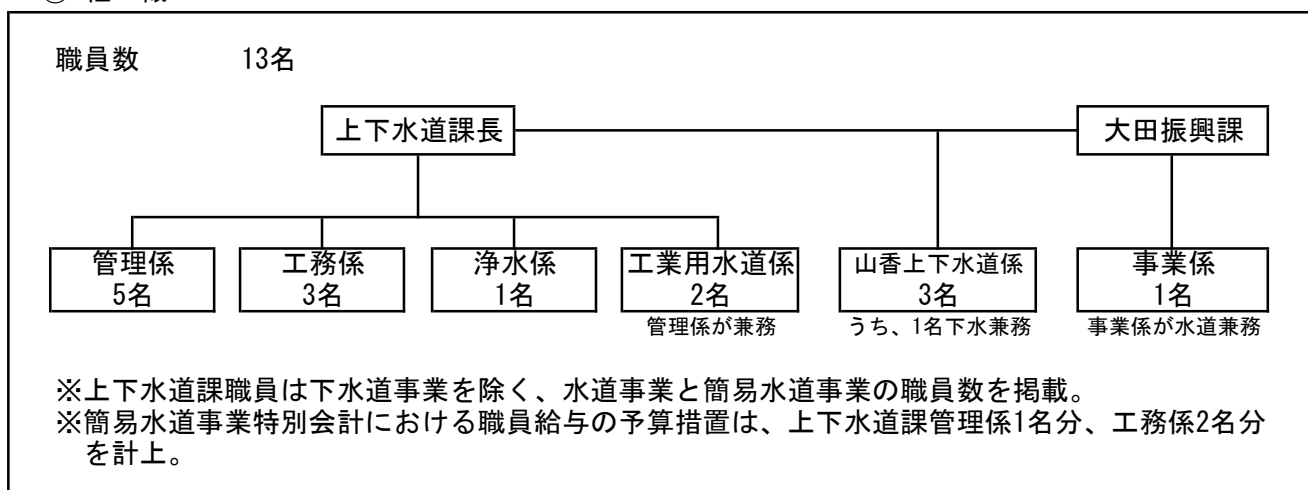 職員数 13名
上下水道課長 大田振興課
管理係 工務係 浄水係 工業用水道係 山香上下水道係 事業係
5名 3名 1名 2名 3名 1名
管理係が兼務 うち、1名下水兼務 事業係が水道兼務
※上下水道課職員は下水道事業を除く、水道事業と簡易水道事業の職員数を掲載。
※簡易水道事業特別会計における職員給与の予算措置は、上下水道課管理係1名分、工務係2名分
を計上。